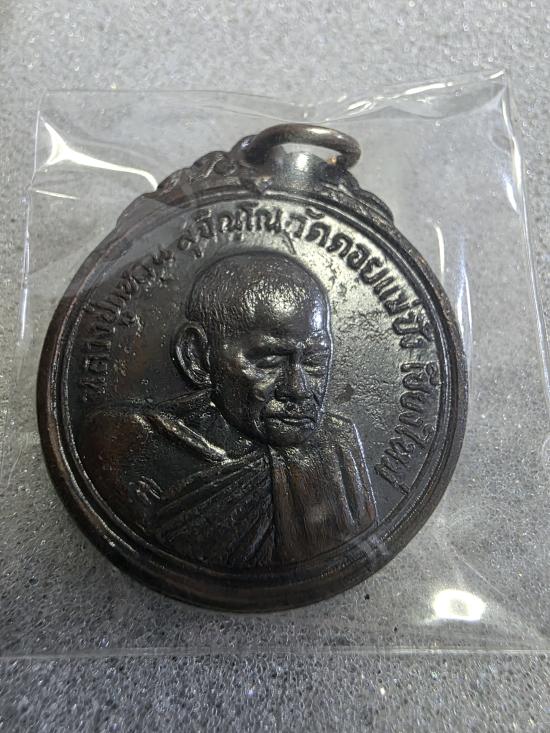 หลวงปู่แหวน สุจิณฺโณ วัดดอยแม่ปั๋ง เชียงใหม่